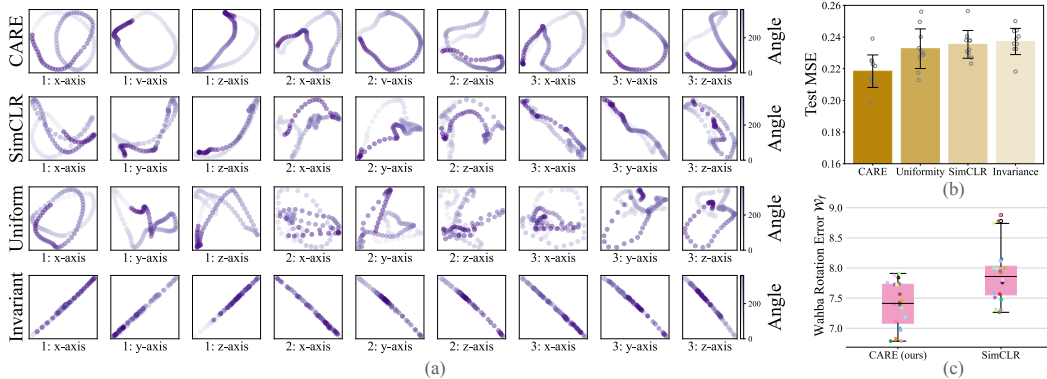 CARE
1: x-axis
1: y-axis
1: z-axis
2: x-axis
2: y-axis
2: z-axis
3: x-axis
3: y-axis
3: z-axis
200
0
Angle
SimCLR
1: x-axis
1: y-axis
1: z-axis
2: x-axis
2: y-axis
2: z-axis
3: x-axis
3: y-axis
3: z-axis
200
0
Angle
Uniform
1: x-axis
1: y-axis
1: z-axis
2: x-axis
2: y-axis
2: z-axis
3: x-axis
3: y-axis
3: z-axis
200
0
Angle
Invariant
1: x-axis
1: y-axis
1: z-axis
2: x-axis
2: y-axis
2: z-axis
3: x-axis
3: y-axis
3: z-axis
200
0
Angle
(a)
Test MSE
0.26
0.24
0.22
0.20
0.18
0.16
CARE Uniformity SimCLR Invariance
(b)
Wahba Rotation Error 𝒲f
9.0
8.5
8.0
7.5
7.0
CARE (ours) SimCLR
(c)